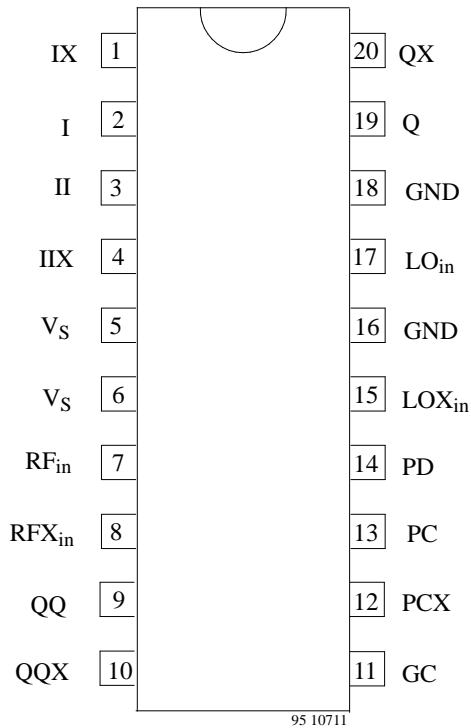 IX 1 20 QX
I 2 19 Q
II 3 18 GND
IIX 4 17 LOin
VS 5 16 GND
VS 6 15 LOXin
RFin 7 14 PD
RFXin 8 13 PC
QQ 9 12 PCX
QQX 10 11 GC
95 10711